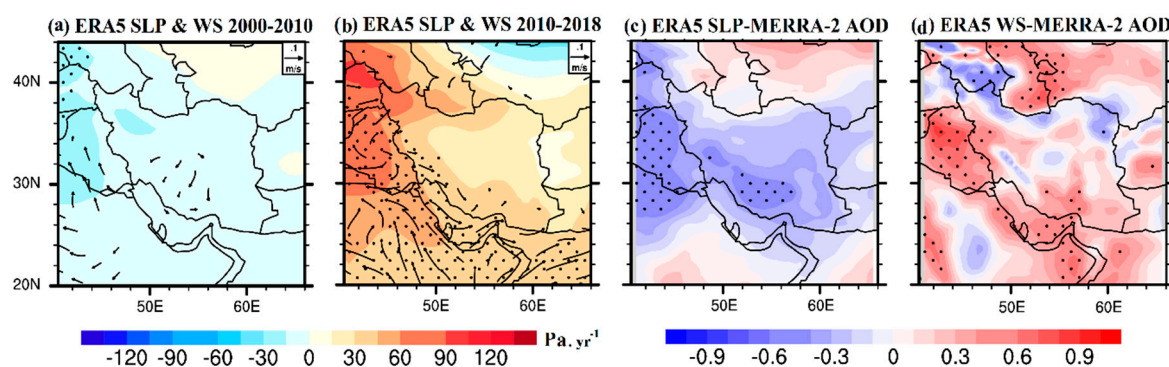 (a) ERA5 SLP & WS 2000-2010 (b) ERA5 SLP & WS 2010-2018 (c) ERA5 SLP-MERRA-2 AOD (d) ERA5 WS-MERRA-2 AOD
.1 .1
m/s m/s
40N
30N
20N
50E 60E 50E 60E 50E 60E 50E 60E
-120 -90 -60 -30 0 30 60 90 120 Pa. yr⁻¹ -0.9 -0.6 -0.3 0 0.3 0.6 0.9